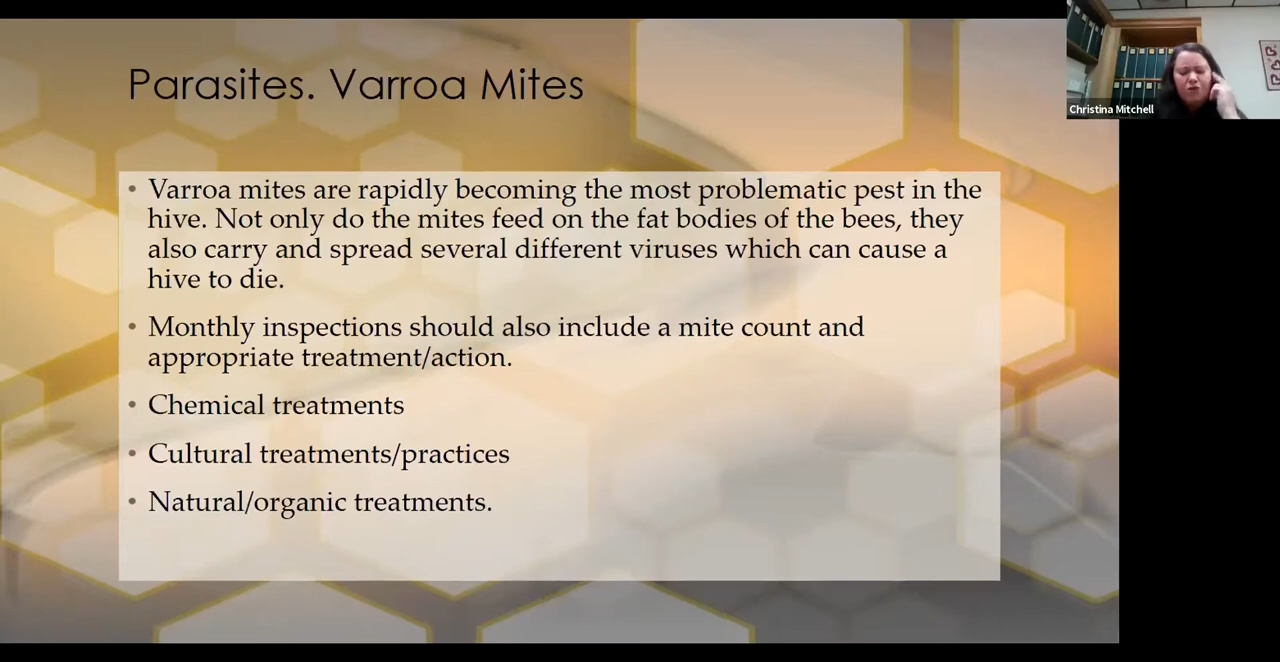 Parasites. Varroa Mites
Christina Mitchell
• Varroa mites are rapidly becoming the most problematic pest in the
hive. Not only do the mites feed on the fat bodies of the bees, they
also carry and spread several different viruses which can cause a
hive to die.
• Monthly inspections should also include a mite count and
appropriate treatment/action.
• Chemical treatments
• Cultural treatments/practices
• Natural/organic treatments.